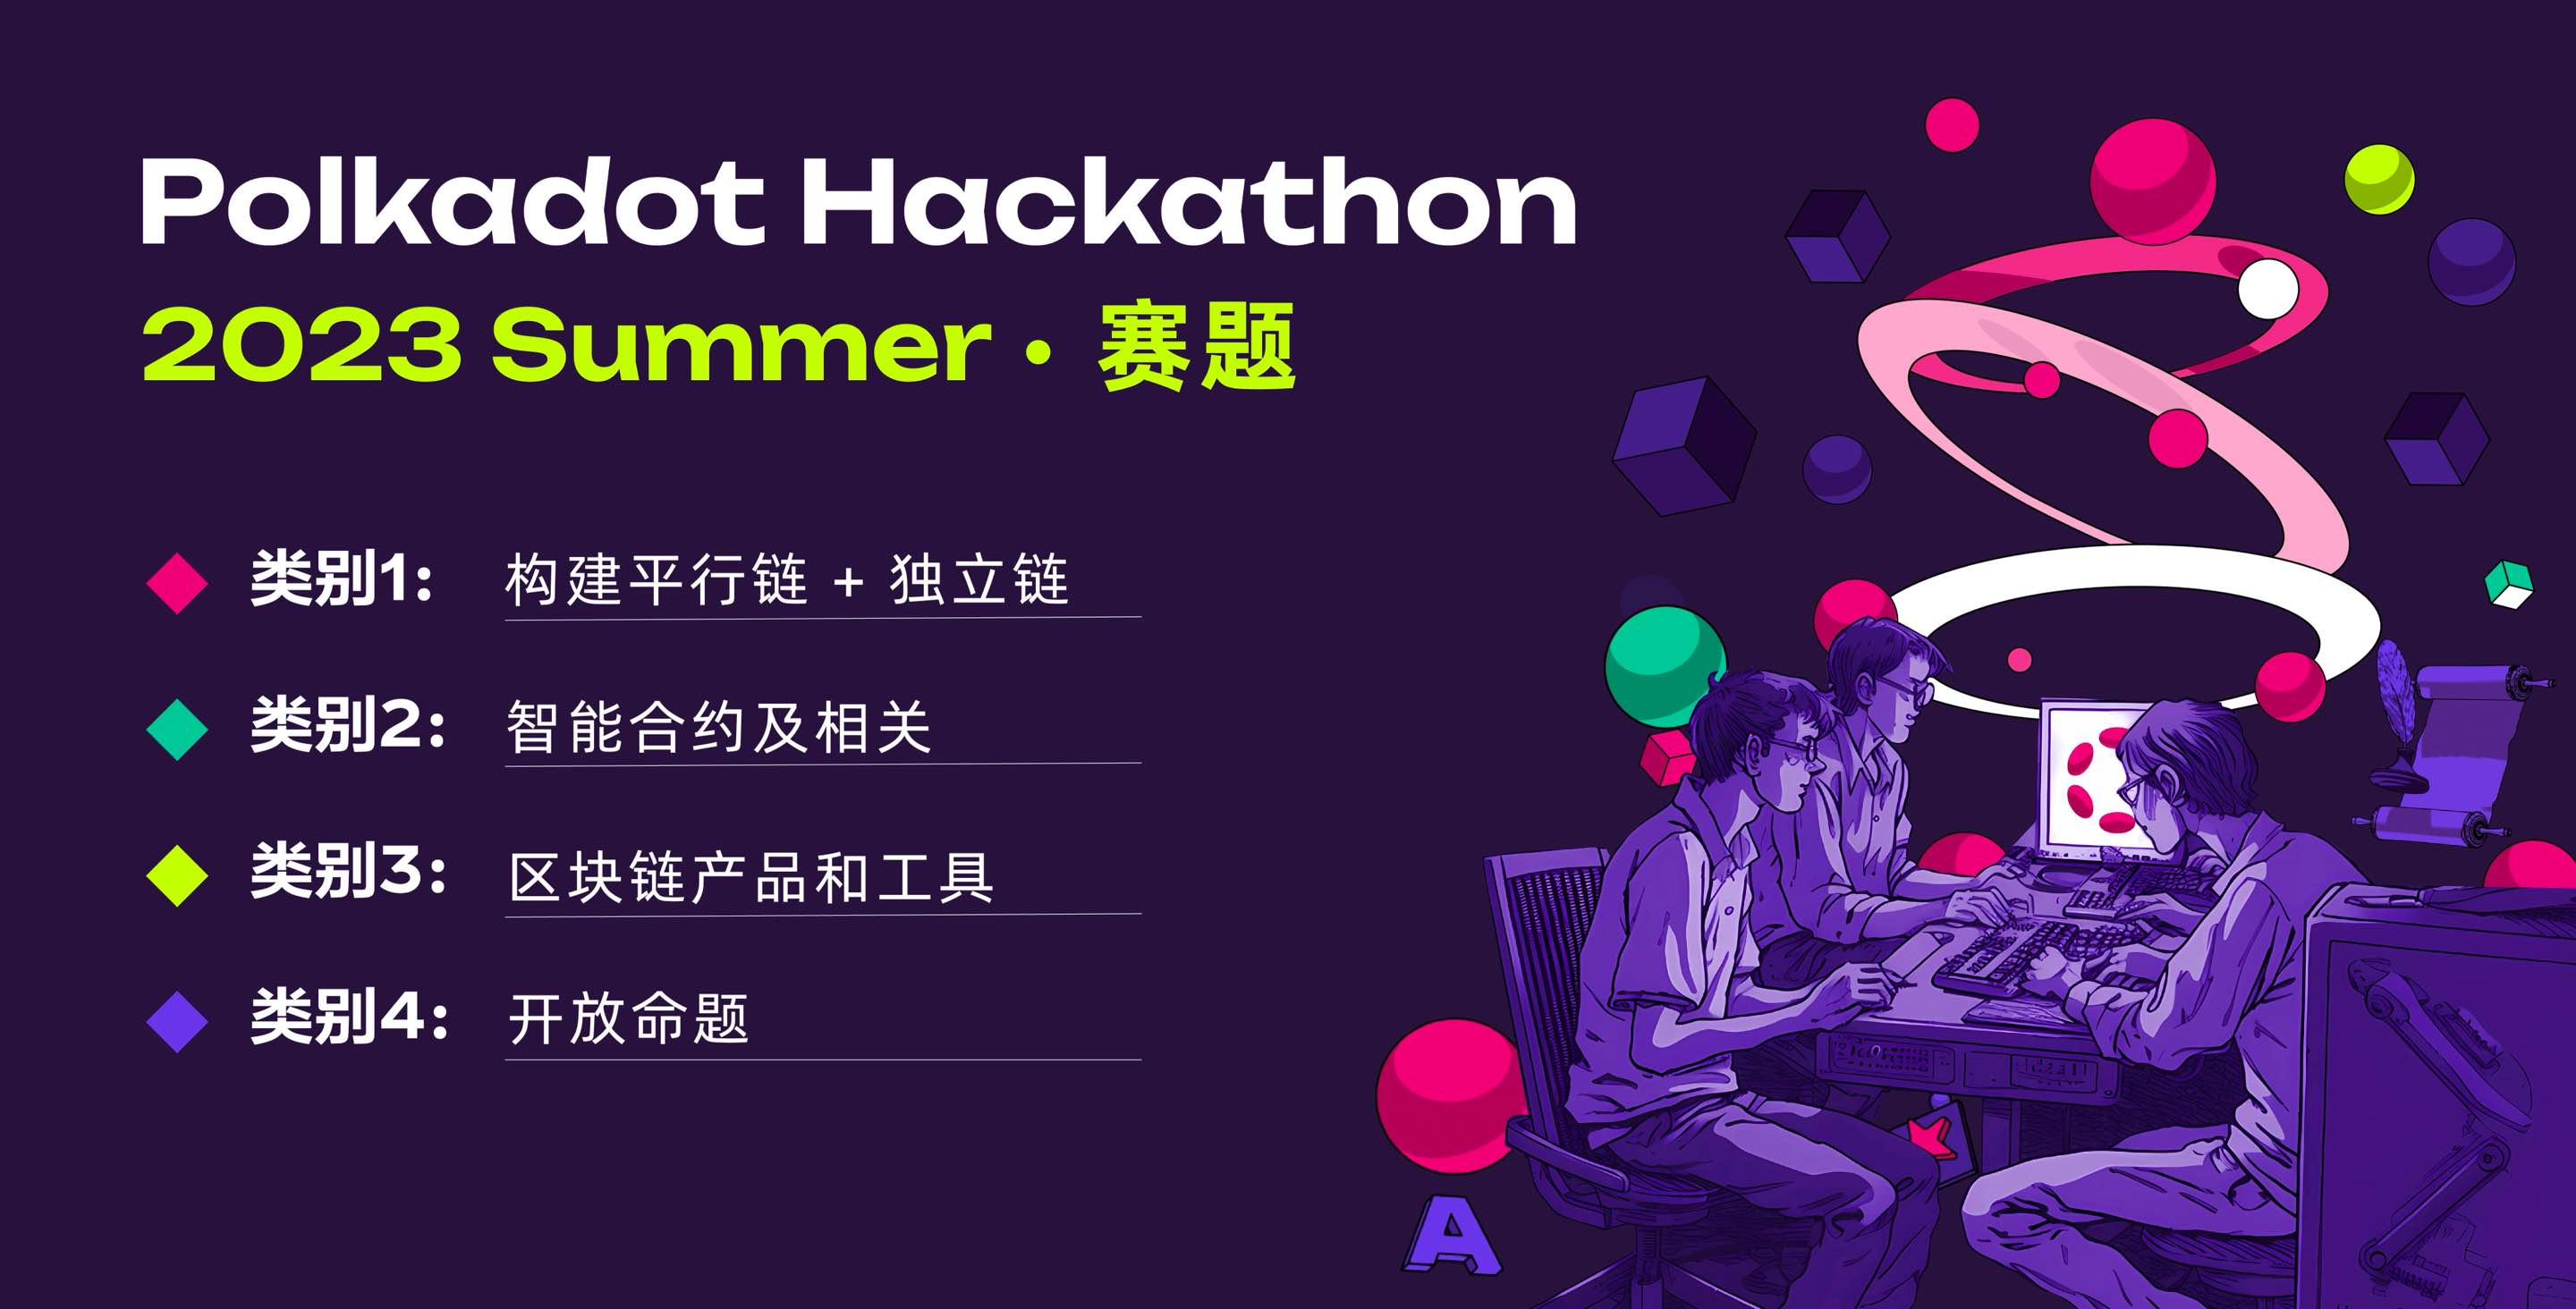 Polkadot Hackathon
2023 Summer · 赛题
类别1: 构建平行链 + 独立链
类别2: 智能合约及相关
类别3: 区块链产品和工具
类别4: 开放命题
A